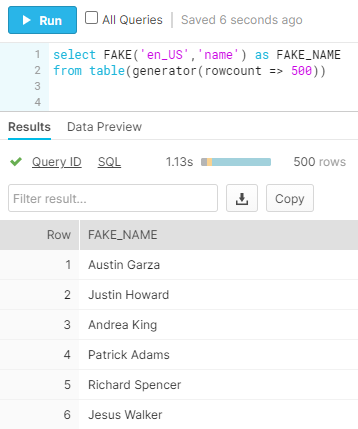 Run All Queries | Saved 6 seconds ago
1 select FAKE('en_US','name') as FAKE_NAME
2 from table(generator(rowcount => 500))
3
4
Results Data Preview
Query ID SQL 1.13s 500 rows
Filter result... Copy
Row FAKE_NAME
1 Austin Garza
2 Justin Howard
3 Andrea King
4 Patrick Adams
5 Richard Spencer
6 Jesus Walker